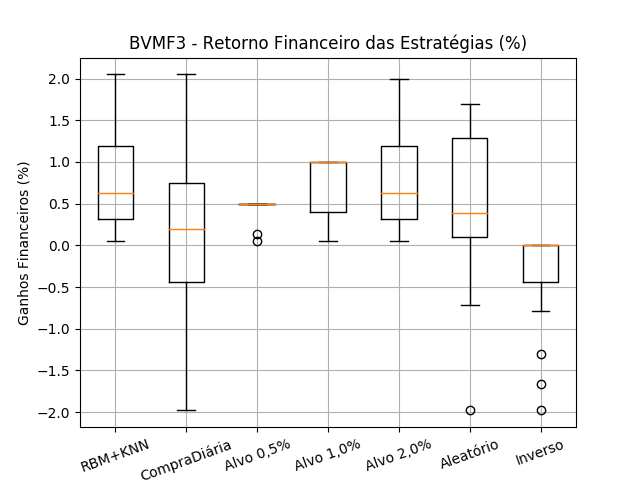 BVMF3 - Retorno Financeiro das Estratégias (%)
Ganhos Financeiros (%)
2.0
1.5
1.0
0.5
0.0
−0.5
−1.0
−1.5
−2.0
RBM+KNN
CompraDiária
Alvo 0,5%
Alvo 1,0%
Alvo 2,0%
Aleatório
Inverso